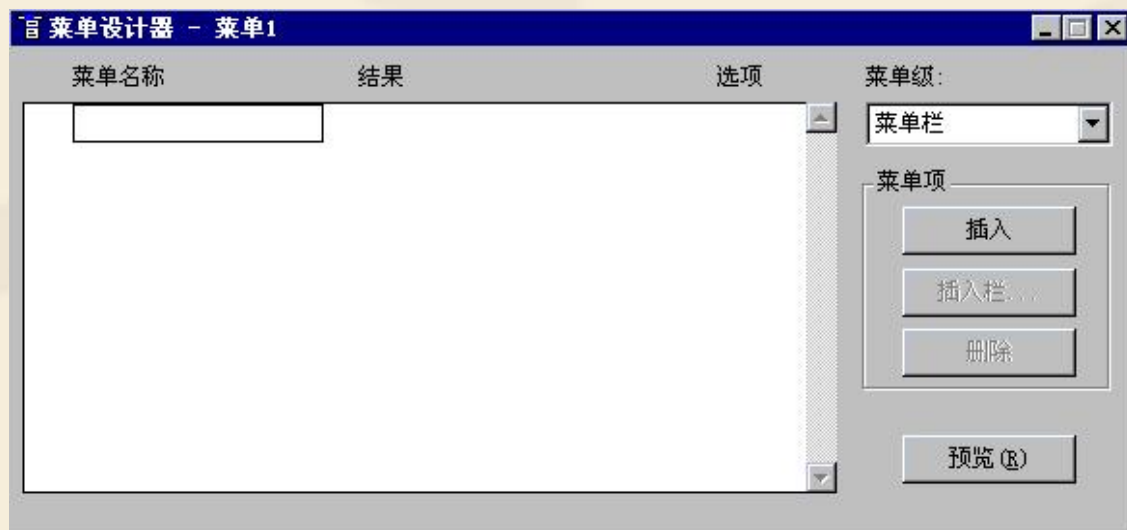 菜单设计器 - 菜单1
菜单名称 结果 选项 菜单级:
菜单栏
菜单项
插入
插入栏...
删除
预览(R)